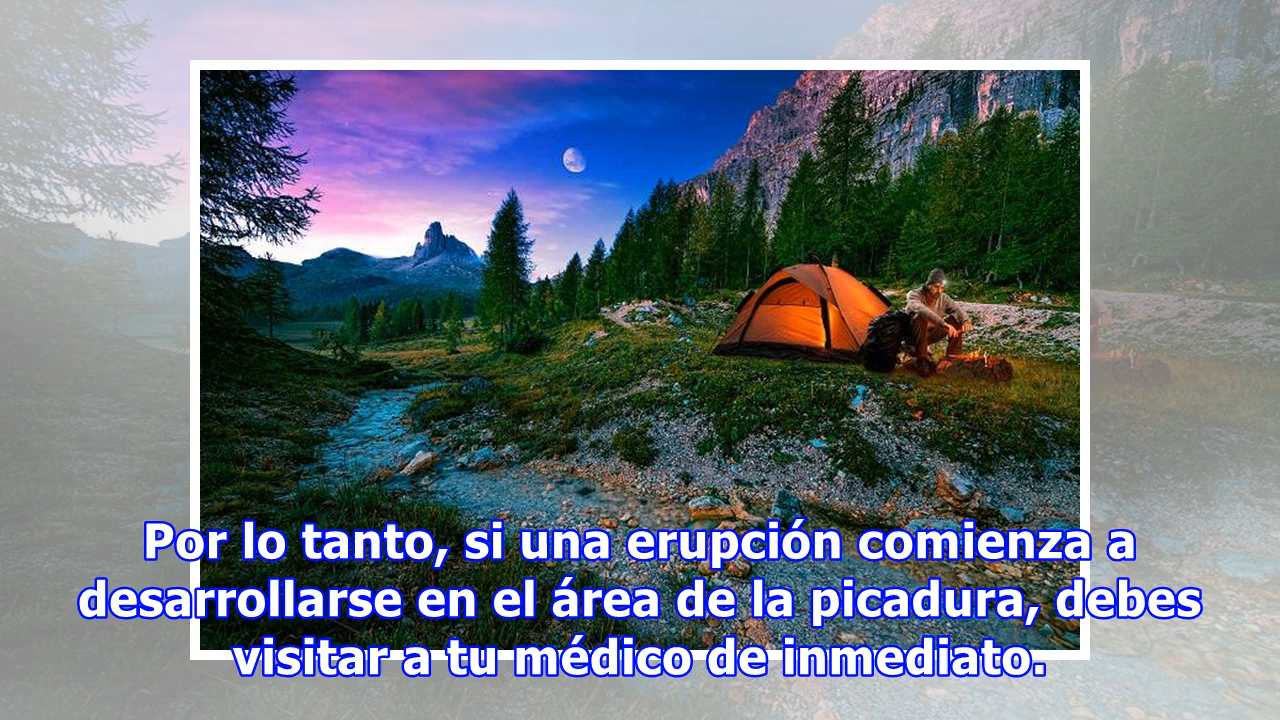 Por lo tanto, si una erupción comienza a
desarrollarse en el área de la picadura, debes
visitar a tu médico de inmediato.